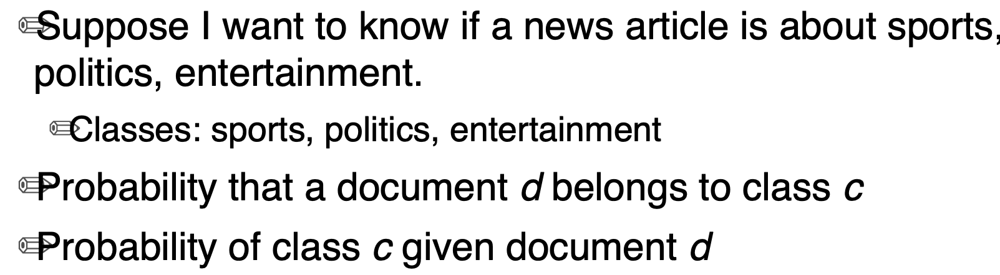 Suppose I want to know if a news article is about sports,
politics, entertainment.
Classes: sports, politics, entertainment
Probability that a document d belongs to class c
Probability of class c given document d